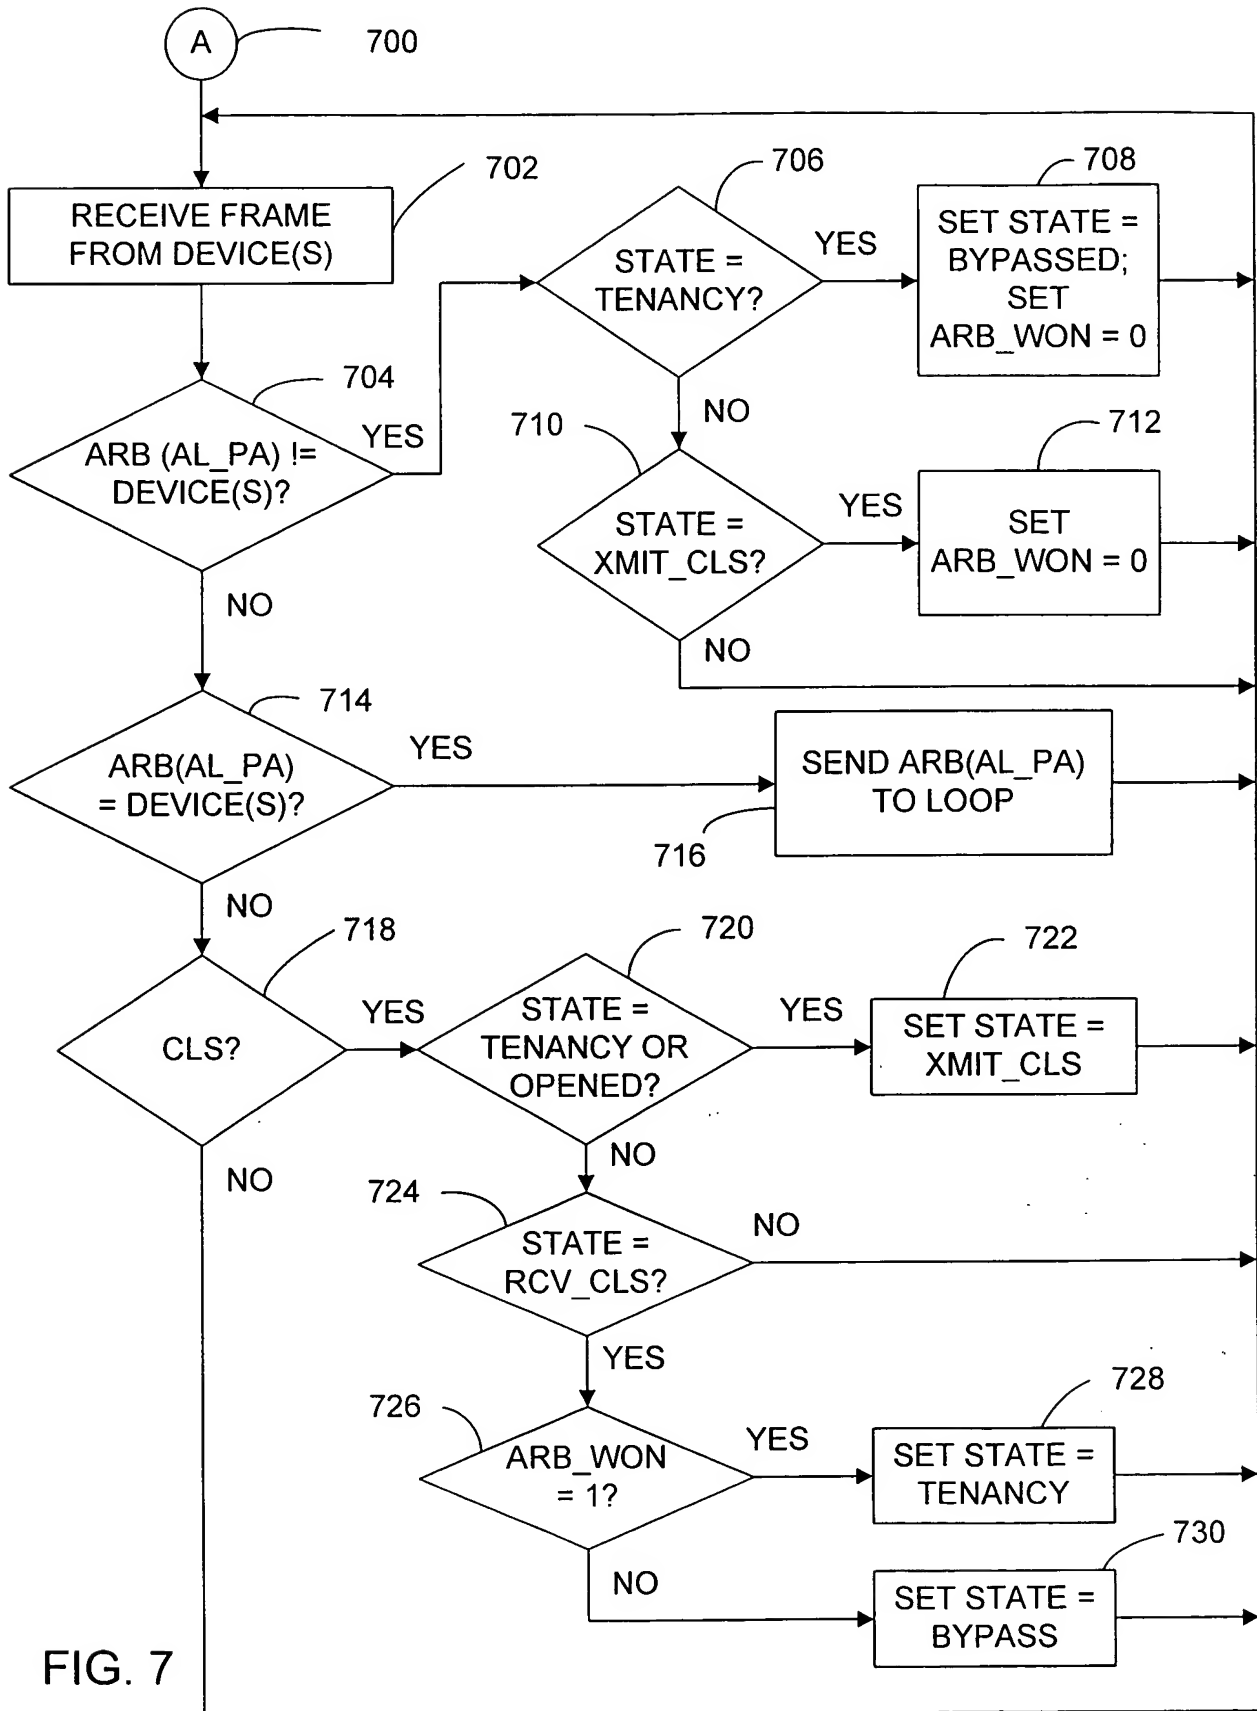 A
700
702
RECEIVE FRAME
FROM DEVICE(S)
706
STATE =
TENANCY?
YES
708
SET STATE =
BYPASSED;
SET
ARB_WON = 0
NO
704
ARB (AL_PA) !=
DEVICE(S)?
YES
710
STATE =
XMIT_CLS?
YES
712
SET
ARB_WON = 0
NO
NO
714
ARB(AL_PA)
= DEVICE(S)?
YES
SEND ARB(AL_PA)
TO LOOP
716
NO
718
CLS?
YES
720
STATE =
TENANCY OR
OPENED?
YES
722
SET STATE =
XMIT_CLS
NO
NO
724
STATE =
RCV_CLS?
NO
YES
726
ARB_WON
= 1?
YES
728
SET STATE =
TENANCY
NO
730
SET STATE =
BYPASS
FIG. 7